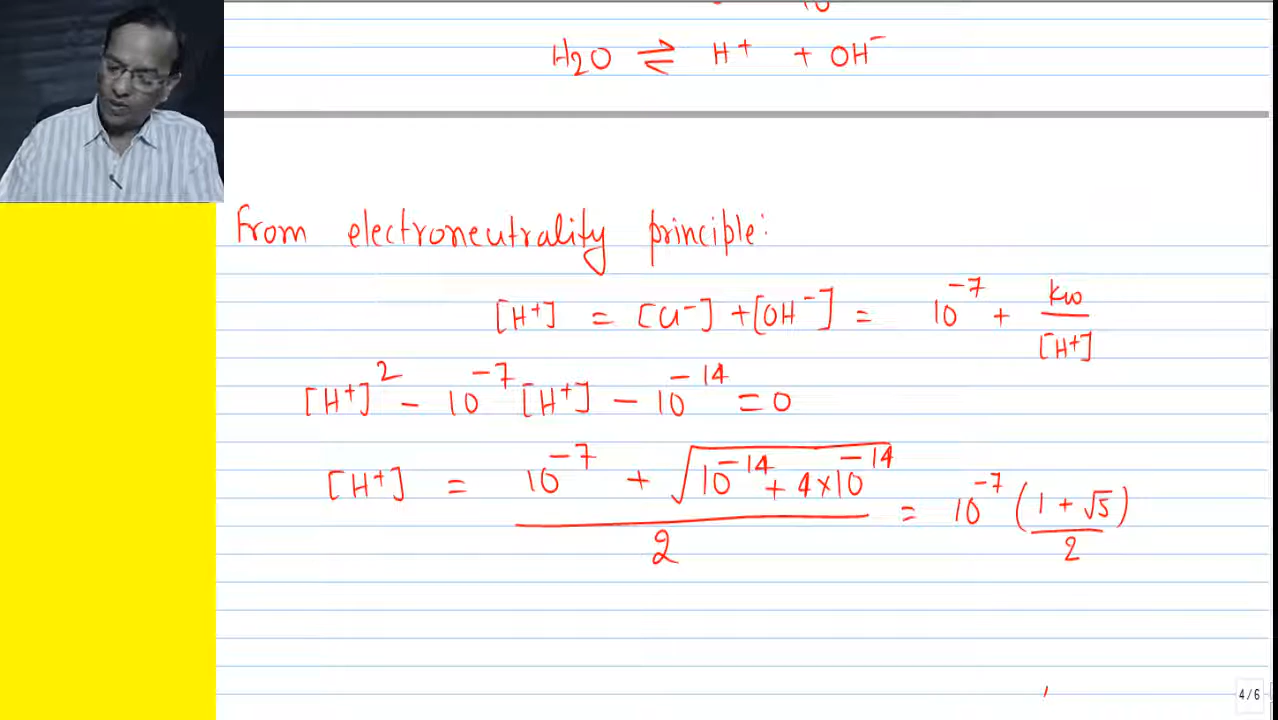 10
H2O ⇌ H+ + OH-
From electroneutrality principle:
[H+] = [Cl-] + [OH-] = 10^-7 + kw/[H+]
[H+]^2 - 10^-7 [H+] - 10^-14 = 0
[H+] = (10^-7 + √(10^-14 + 4×10^-14))/2 = 10^-7 ((1 + √5)/2)
4/6